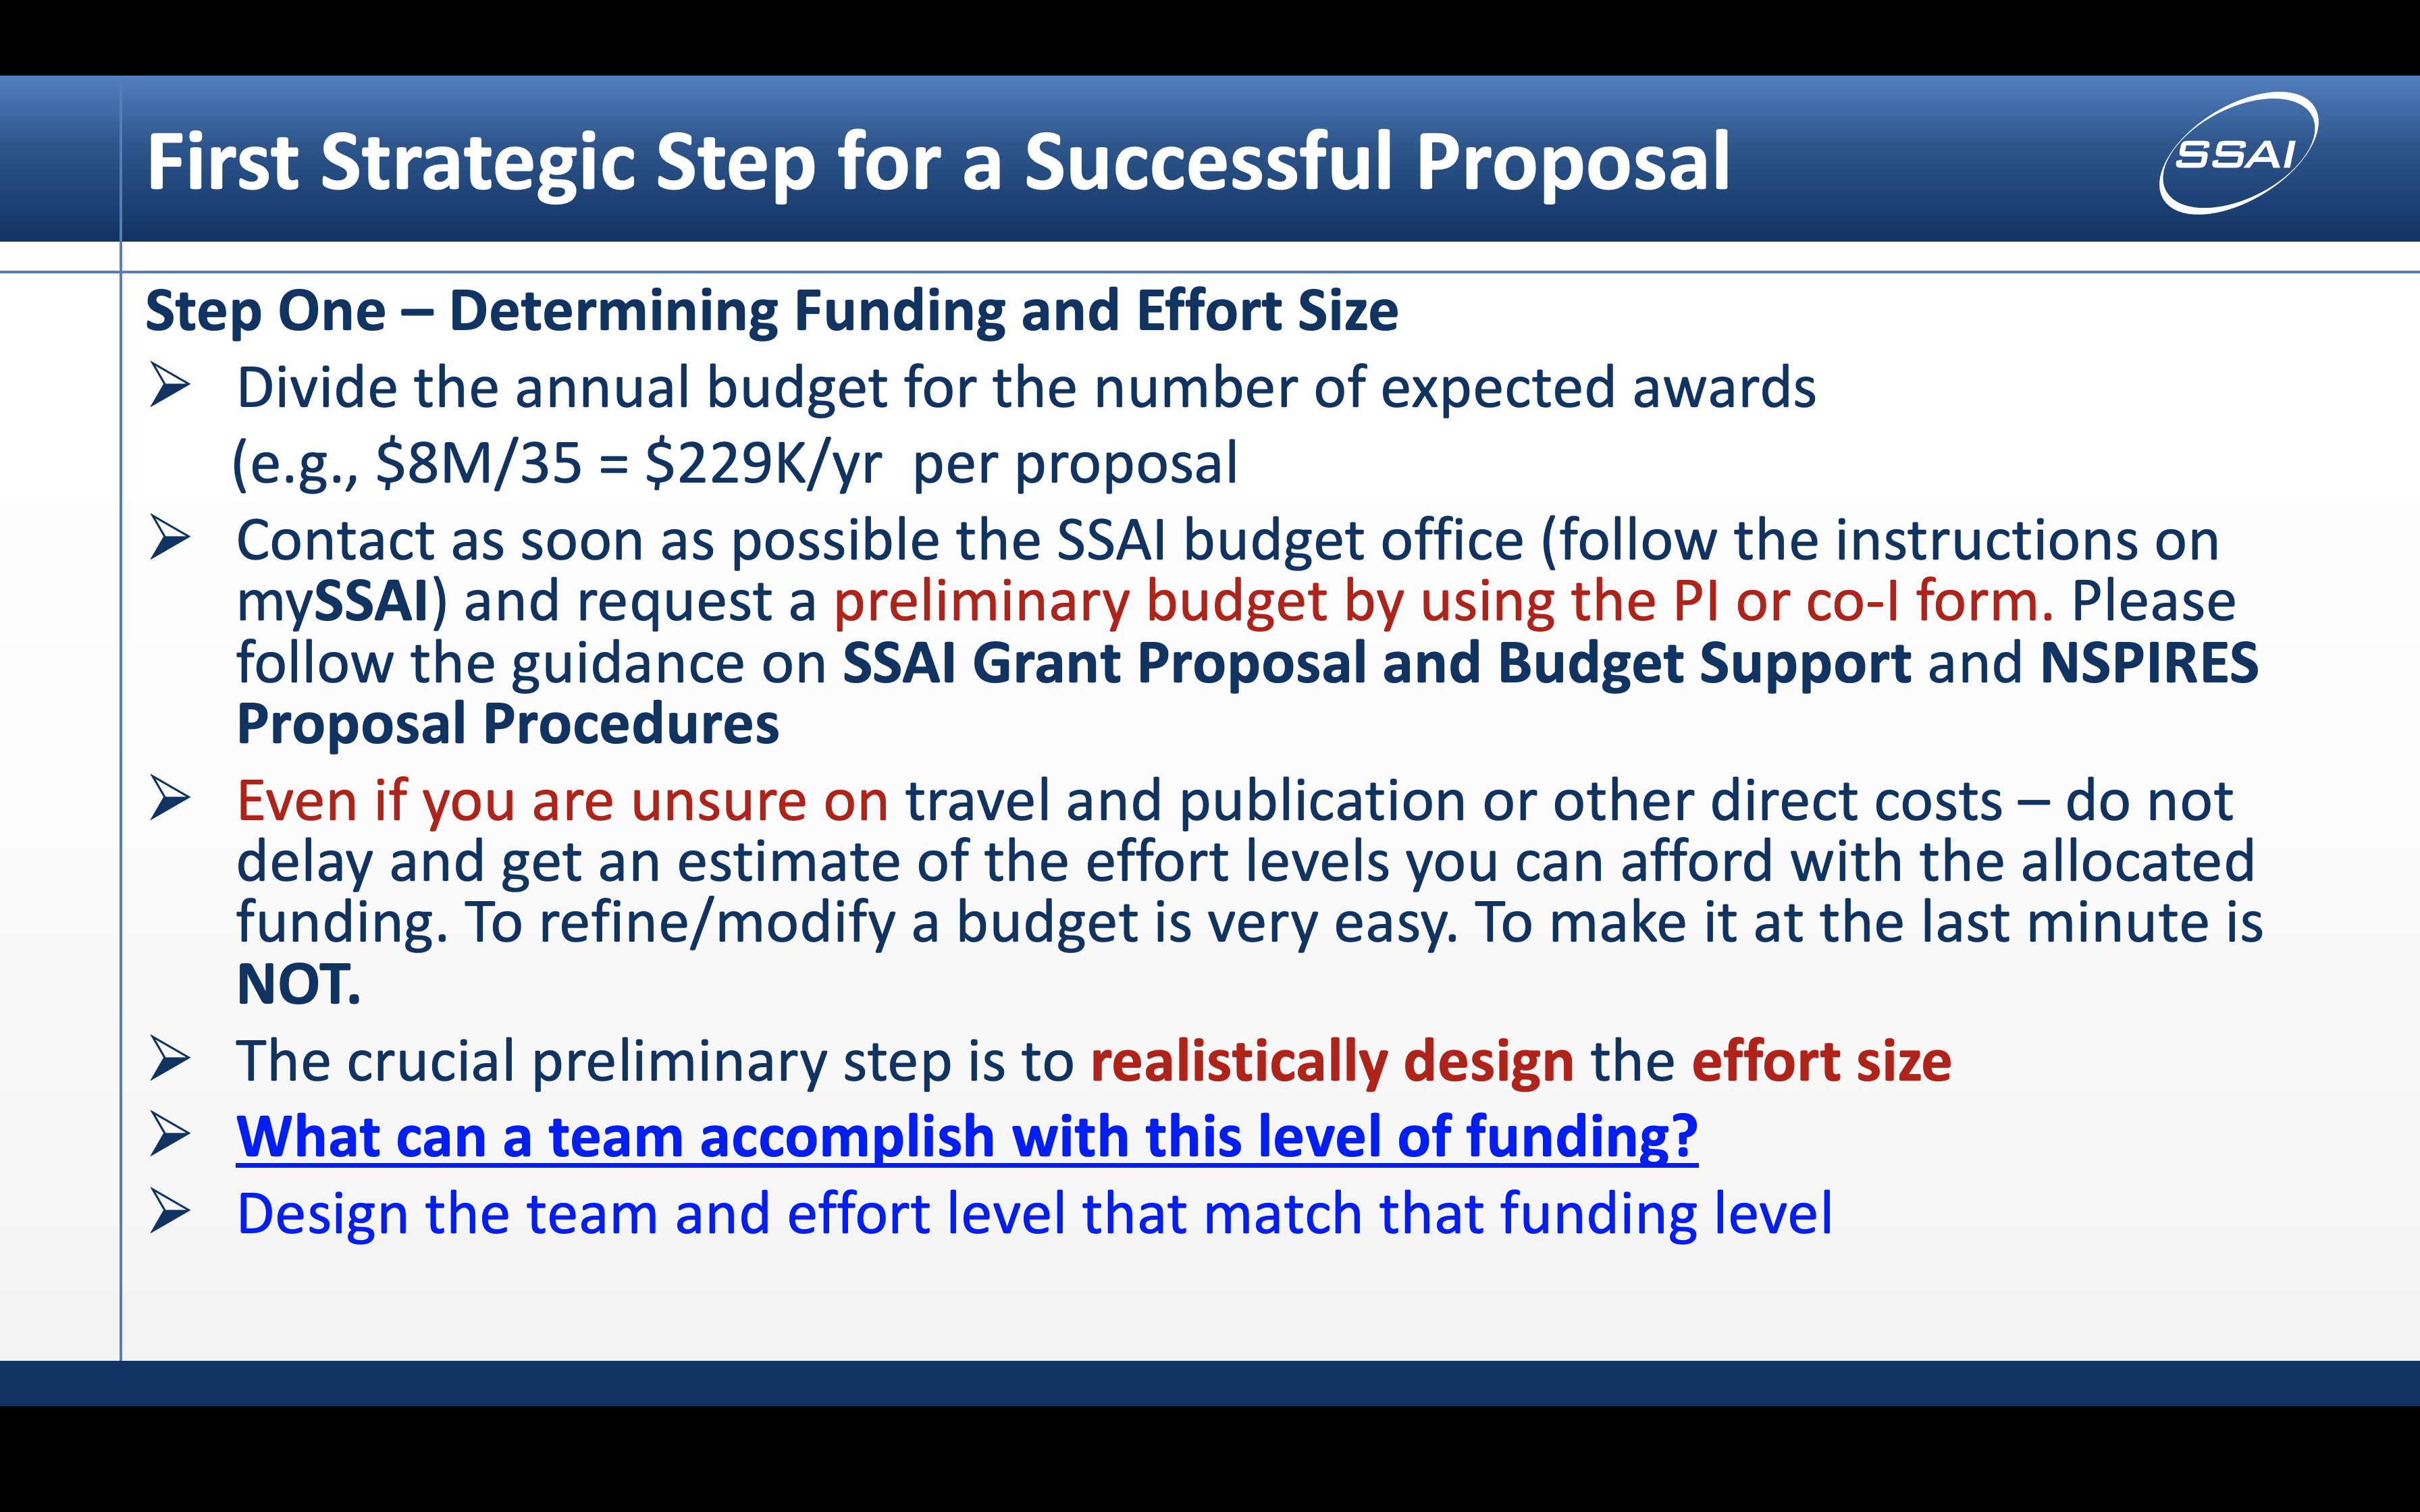 First Strategic Step for a Successful Proposal
SSAI
Step One – Determining Funding and Effort Size
Divide the annual budget for the number of expected awards
(e.g., $8M/35 = $229K/yr  per proposal
Contact as soon as possible the SSAI budget office (follow the instructions on
mySSAI) and request a preliminary budget by using the PI or co-I form. Please
follow the guidance on SSAI Grant Proposal and Budget Support and NSPIRES
Proposal Procedures
Even if you are unsure on travel and publication or other direct costs – do not
delay and get an estimate of the effort levels you can afford with the allocated
funding. To refine/modify a budget is very easy. To make it at the last minute is
NOT.
The crucial preliminary step is to realistically design the effort size
What can a team accomplish with this level of funding?
Design the team and effort level that match that funding level